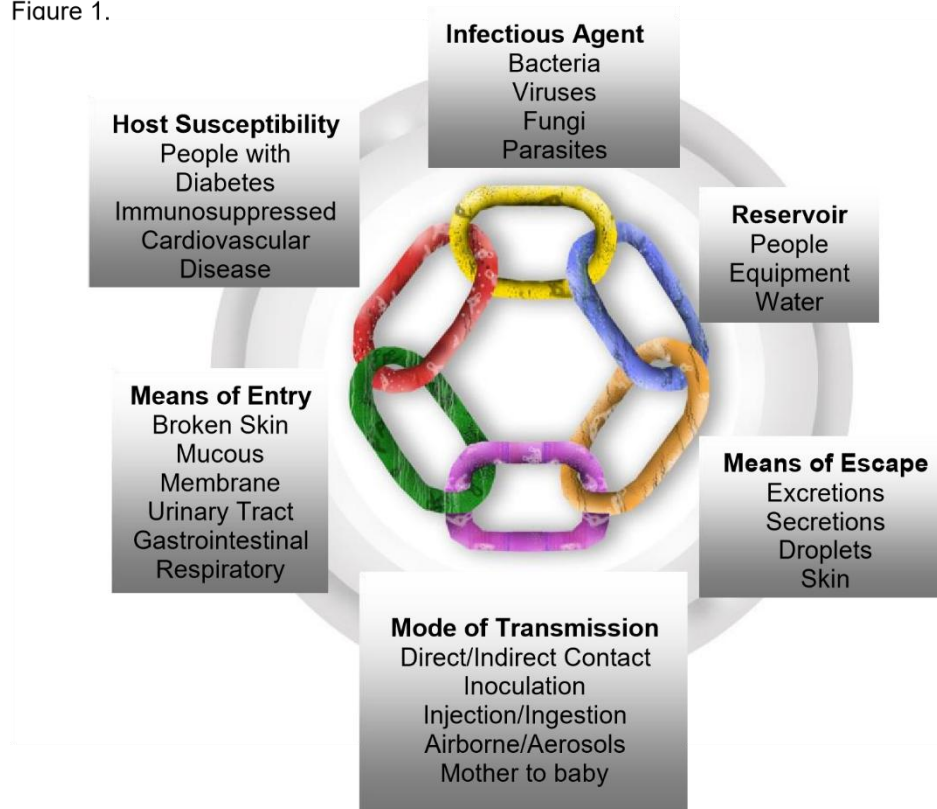 Figure 1.
Infectious Agent
Bacteria
Viruses
Fungi
Parasites
Host Susceptibility
People with
Diabetes
Immunosuppressed
Cardiovascular
Disease
Reservoir
People
Equipment
Water
Means of Entry
Broken Skin
Mucous
Membrane
Urinary Tract
Gastrointestinal
Respiratory
Means of Escape
Excretions
Secretions
Droplets
Skin
Mode of Transmission
Direct/Indirect Contact
Inoculation
Injection/Ingestion
Airborne/Aerosols
Mother to baby